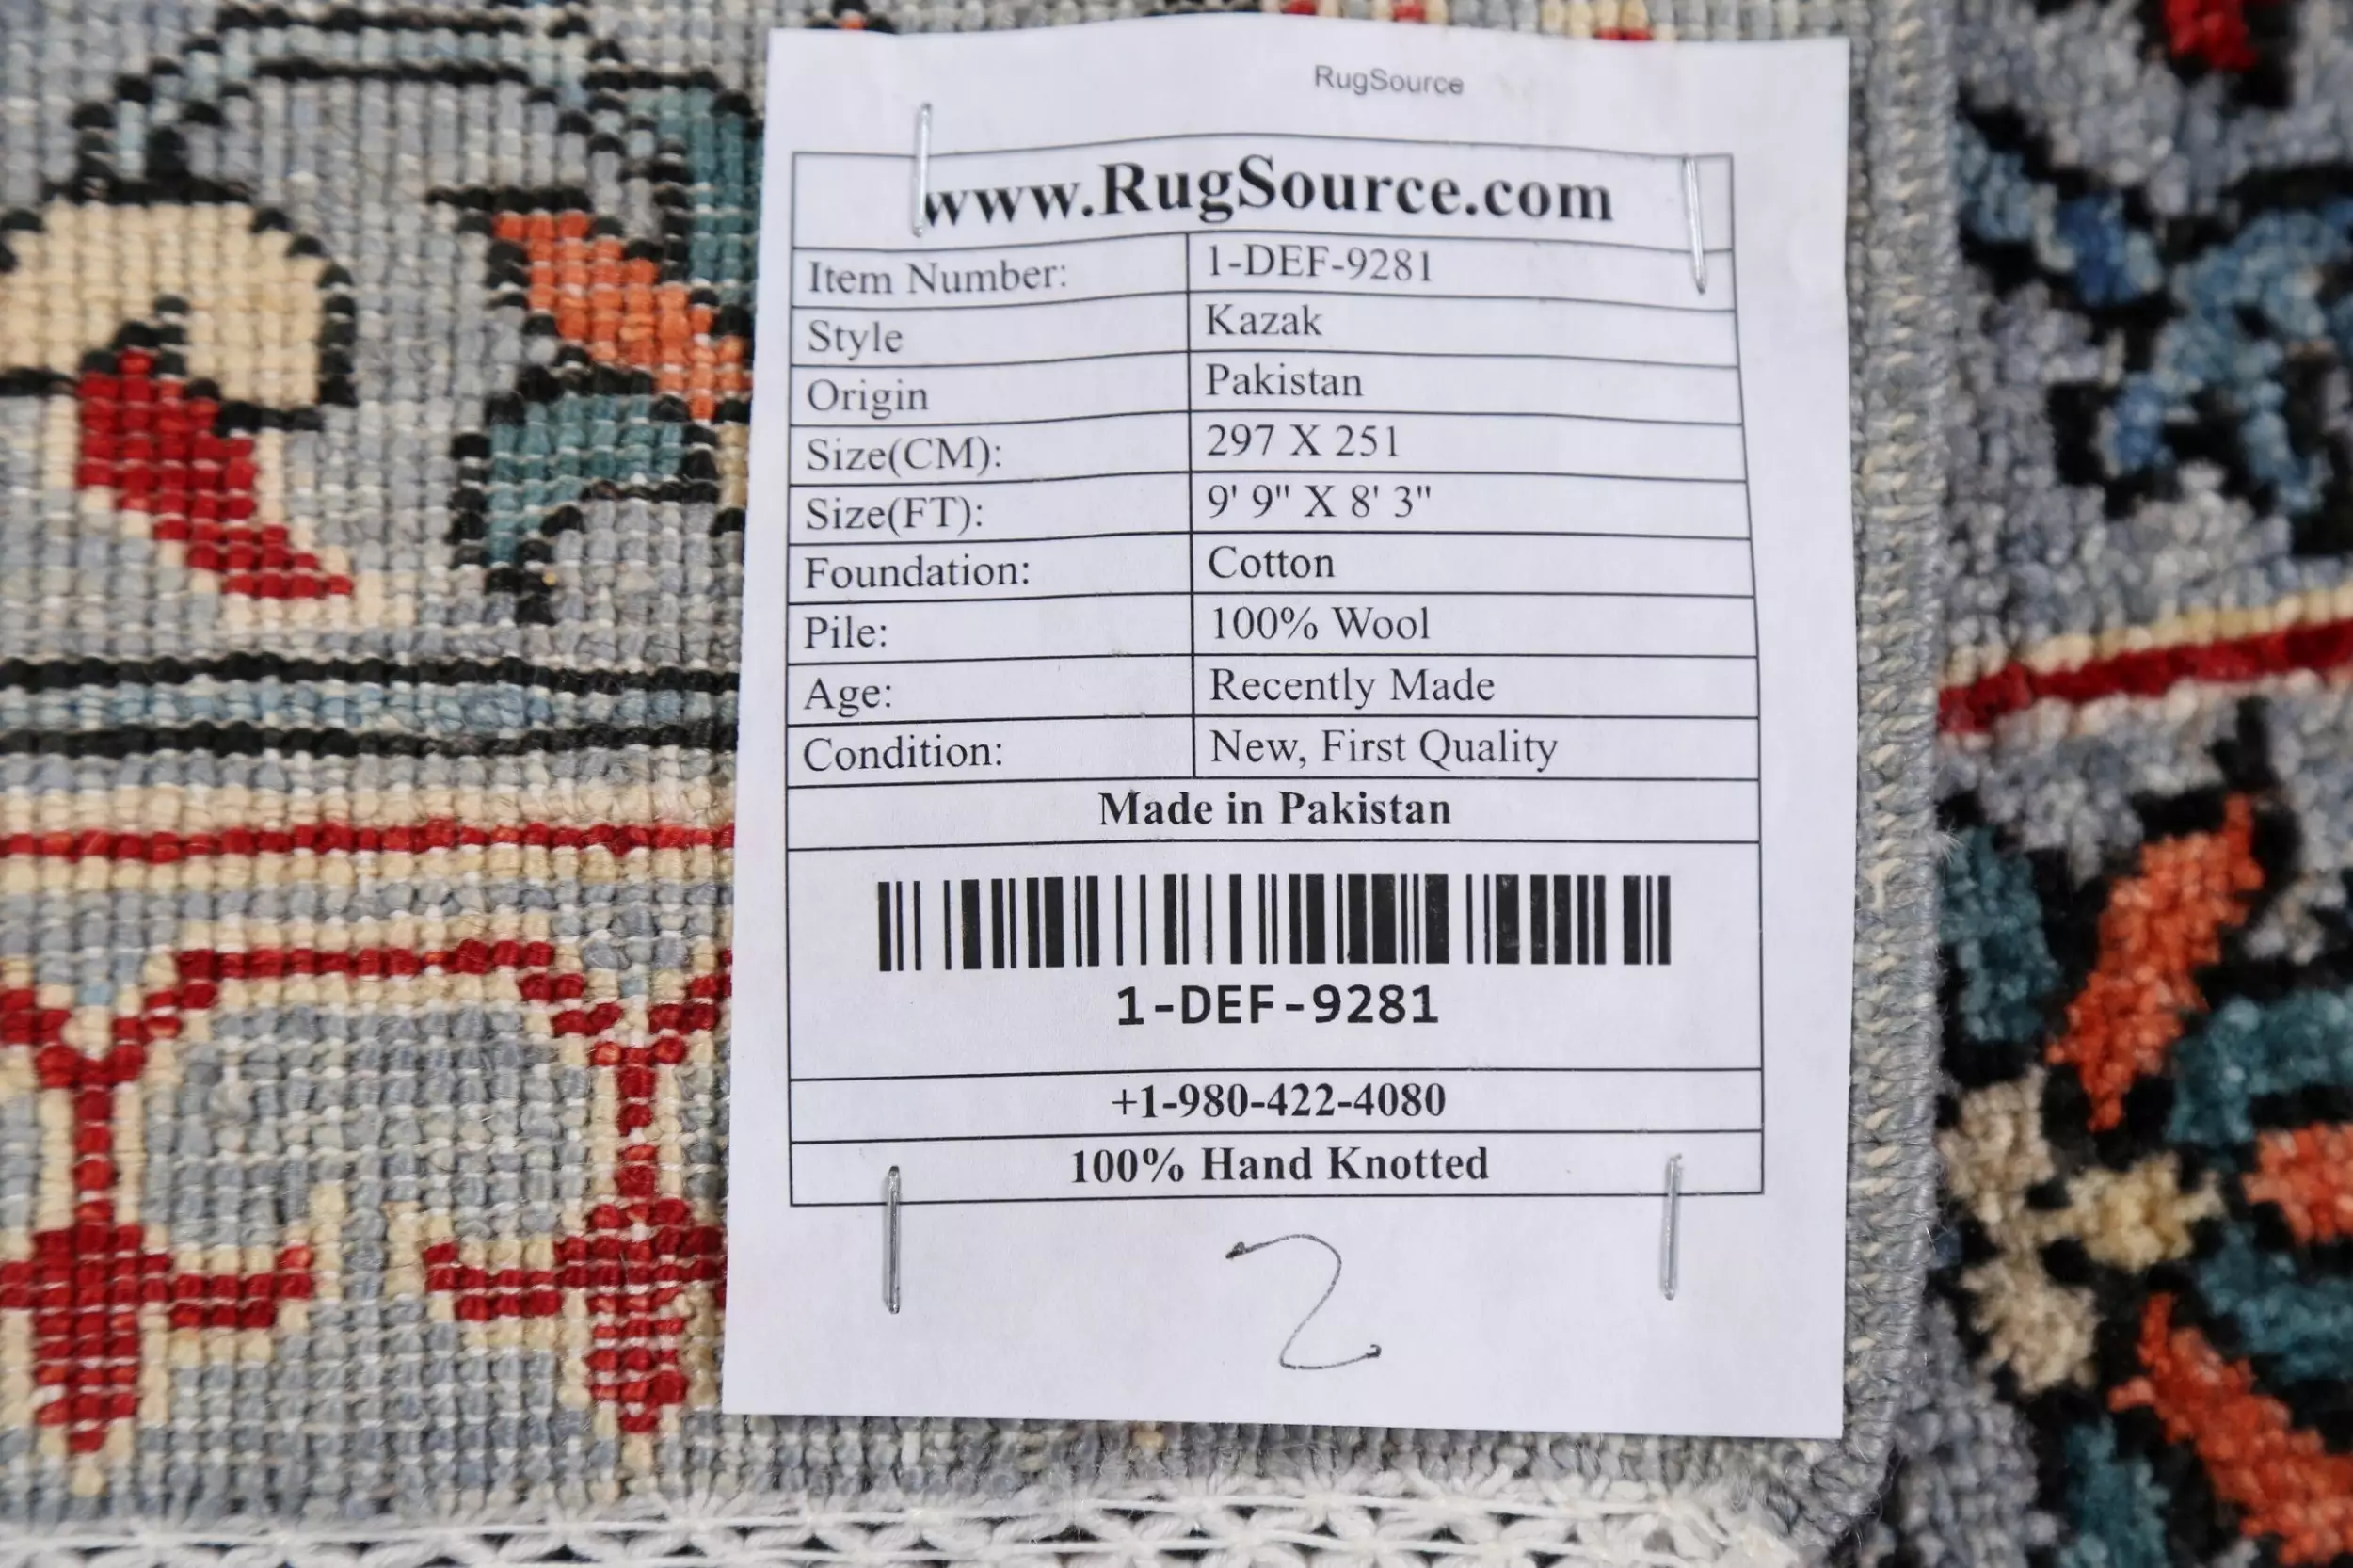 RugSource
www.RugSource.com
Item Number: 1-DEF-9281
Style Kazak
Origin Pakistan
Size(CM): 297 X 251
Size(FT): 9' 9" X 8' 3"
Foundation: Cotton
Pile: 100% Wool
Age: Recently Made
Condition: New, First Quality
Made in Pakistan
1-DEF-9281
+1-980-422-4080
100% Hand Knotted
2